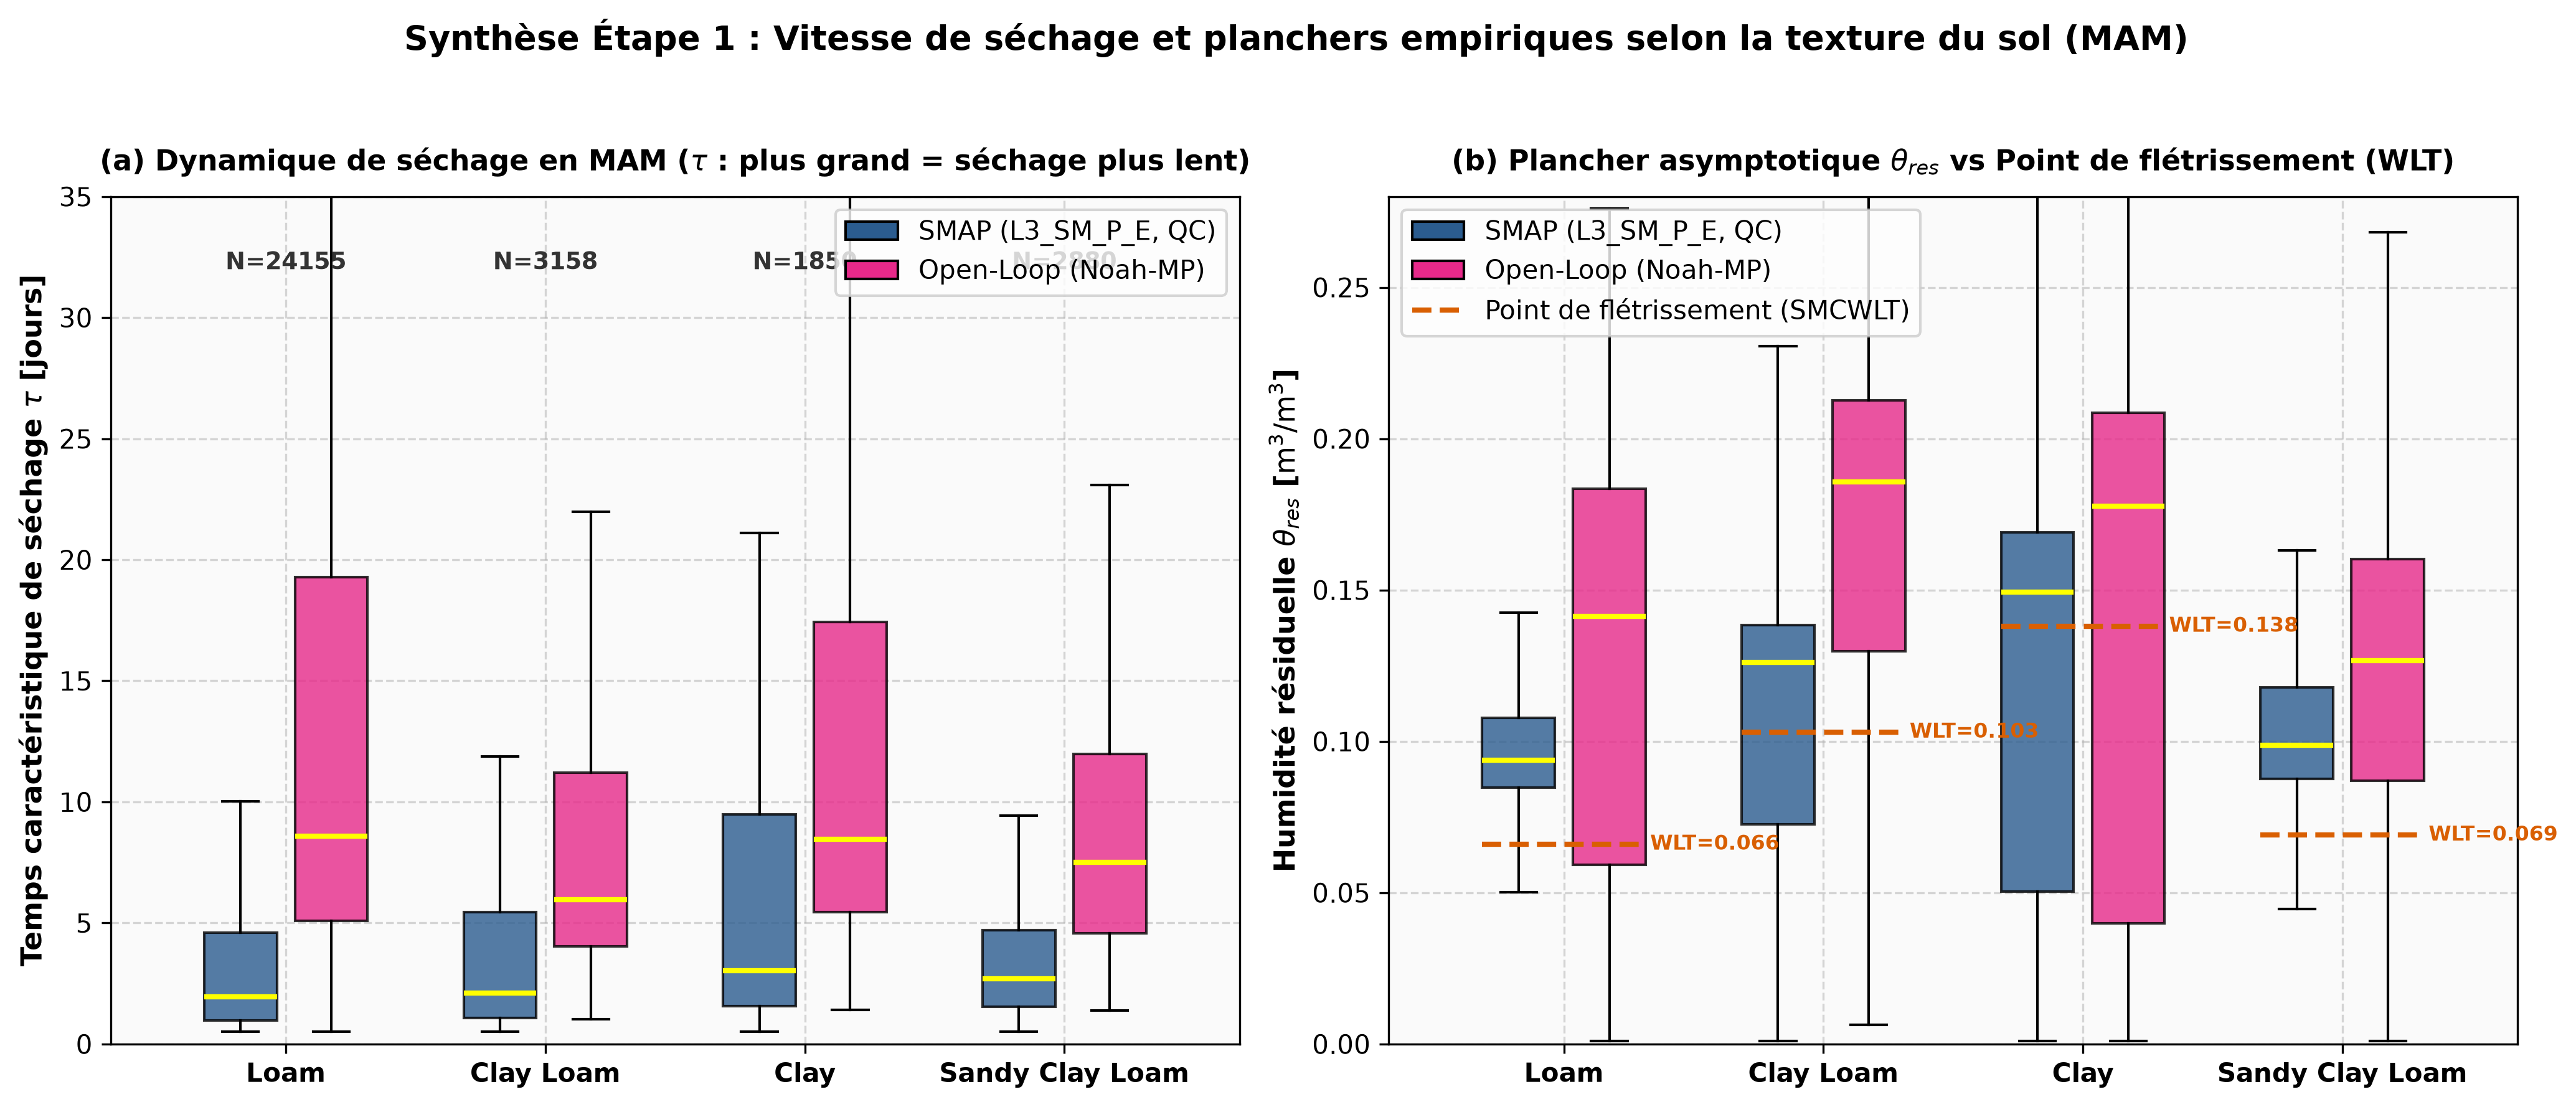 Synthèse Étape 1 : Vitesse de séchage et planchers empiriques selon la texture du sol (MAM)
(a) Dynamique de séchage en MAM (τ : plus grand = séchage plus lent)
Temps caractéristique de séchage τ [jours]
35
30
25
20
15
10
5
0
N=24155
N=3158
N=1850
N=2880
SMAP (L3_SM_P_E, QC)
Open-Loop (Noah-MP)
Loam
Clay Loam
Clay
Sandy Clay Loam
(b) Plancher asymptotique θres vs Point de flétrissement (WLT)
Humidité résiduelle θres [m³/m³]
0.25
0.20
0.15
0.10
0.05
0.00
SMAP (L3_SM_P_E, QC)
Open-Loop (Noah-MP)
Point de flétrissement (SMCWLT)
WLT=0.066
WLT=0.103
WLT=0.138
WLT=0.069
Loam
Clay Loam
Clay
Sandy Clay Loam